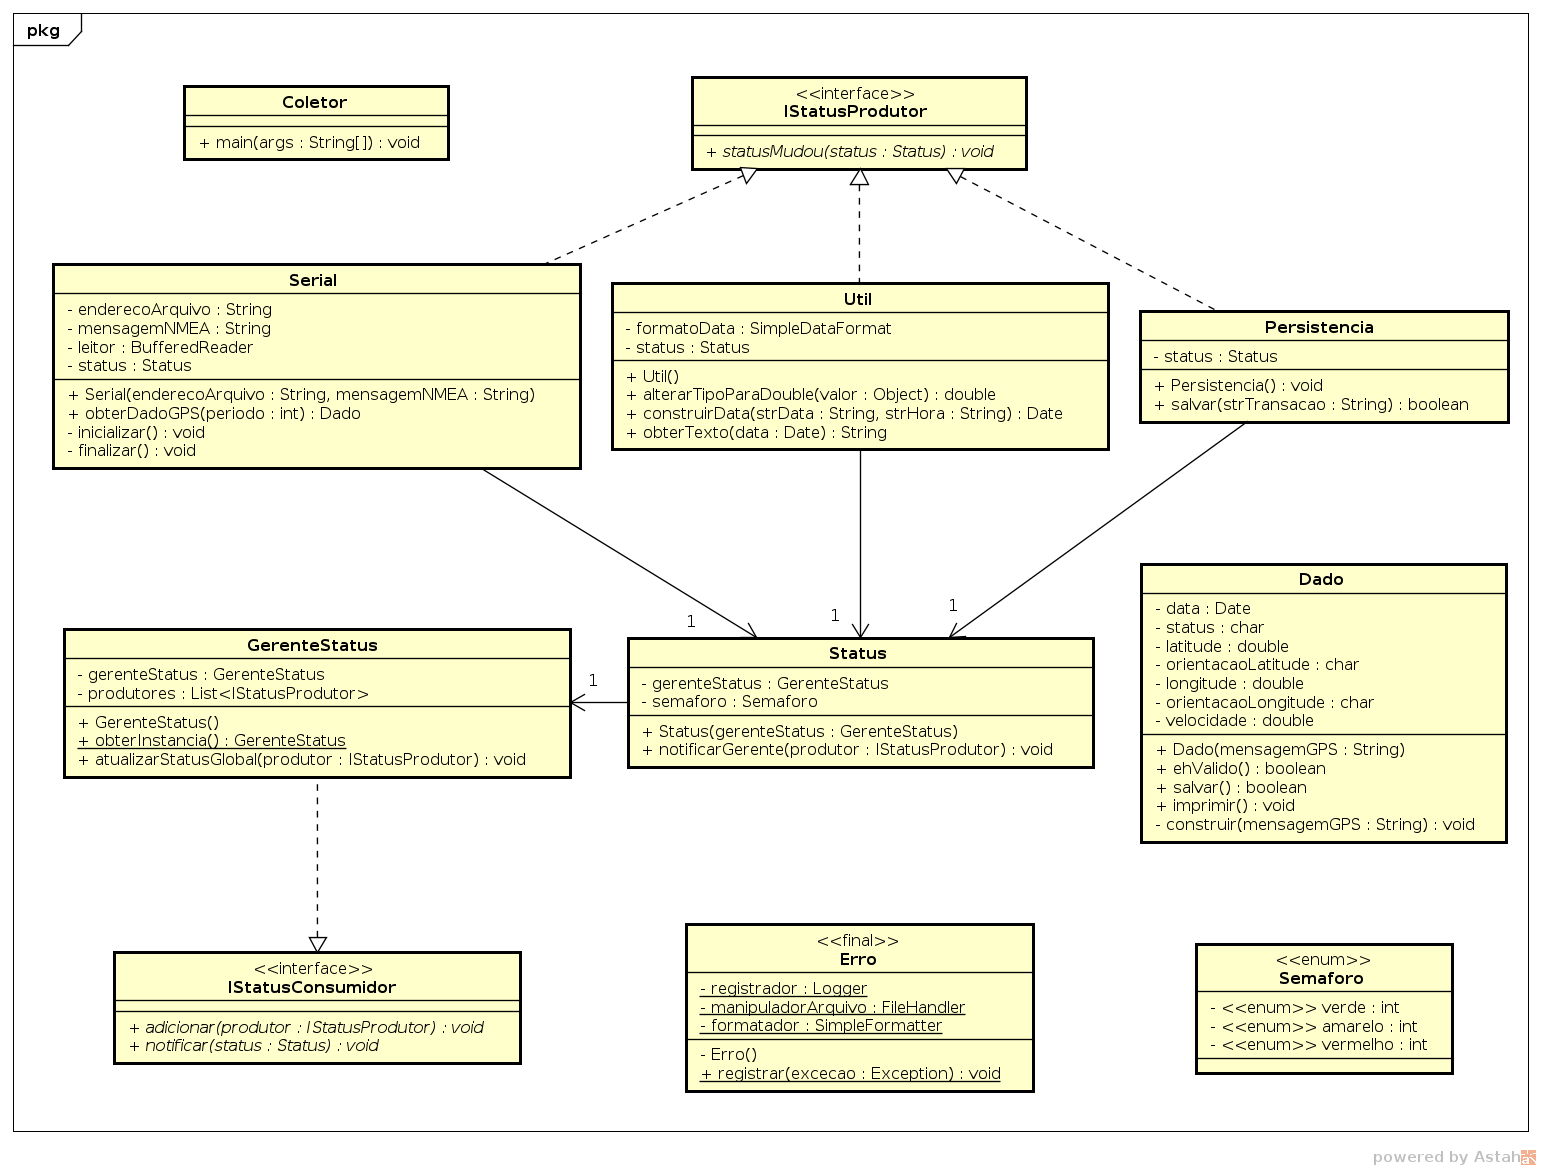 pkg
Coletor
+ main(args : String[]) : void
<<interface>>
IStatusProdutor
+ statusMudou(status : Status) : void
Serial
- enderecoArquivo : String
- mensagemNMEA : String
- leitor : BufferedReader
- status : Status
+ Serial(enderecoArquivo : String, mensagemNMEA : String)
+ obterDadoGPS(periodo : int) : Dado
- inicializar() : void
- finalizar() : void
Util
- formatoData : SimpleDataFormat
- status : Status
+ Util()
+ alterarTipoParaDouble(valor : Object) : double
+ construirData(strData : String, strHora : String) : Date
+ obterTexto(data : Date) : String
Persistencia
- status : Status
+ Persistencia() : void
+ salvar(strTransacao : String) : boolean
1
1
1
GerenteStatus
- gerenteStatus : GerenteStatus
- produtores : List<IStatusProdutor>
+ GerenteStatus()
+ obterInstancia() : GerenteStatus
+ atualizarStatusGlobal(produtor : IStatusProdutor) : void
1
Status
- gerenteStatus : GerenteStatus
- semaforo : Semaforo
+ Status(gerenteStatus : GerenteStatus)
+ notificarGerente(produtor : IStatusProdutor) : void
Dado
- data : Date
- status : char
- latitude : double
- orientacaoLatitude : char
- longitude : double
- orientacaoLongitude : char
- velocidade : double
+ Dado(mensagemGPS : String)
+ ehValido() : boolean
+ salvar() : boolean
+ imprimir() : void
- construir(mensagemGPS : String) : void
<<interface>>
IStatusConsumidor
+ adicionar(produtor : IStatusProdutor) : void
+ notificar(status : Status) : void
<<final>>
Erro
- registrador : Logger
- manipuladorArquivo : FileHandler
- formatador : SimpleFormatter
- Erro()
+ registrar(excecao : Exception) : void
<<enum>>
Semaforo
- <<enum>> verde : int
- <<enum>> amarelo : int
- <<enum>> vermelho : int
powered by Astah